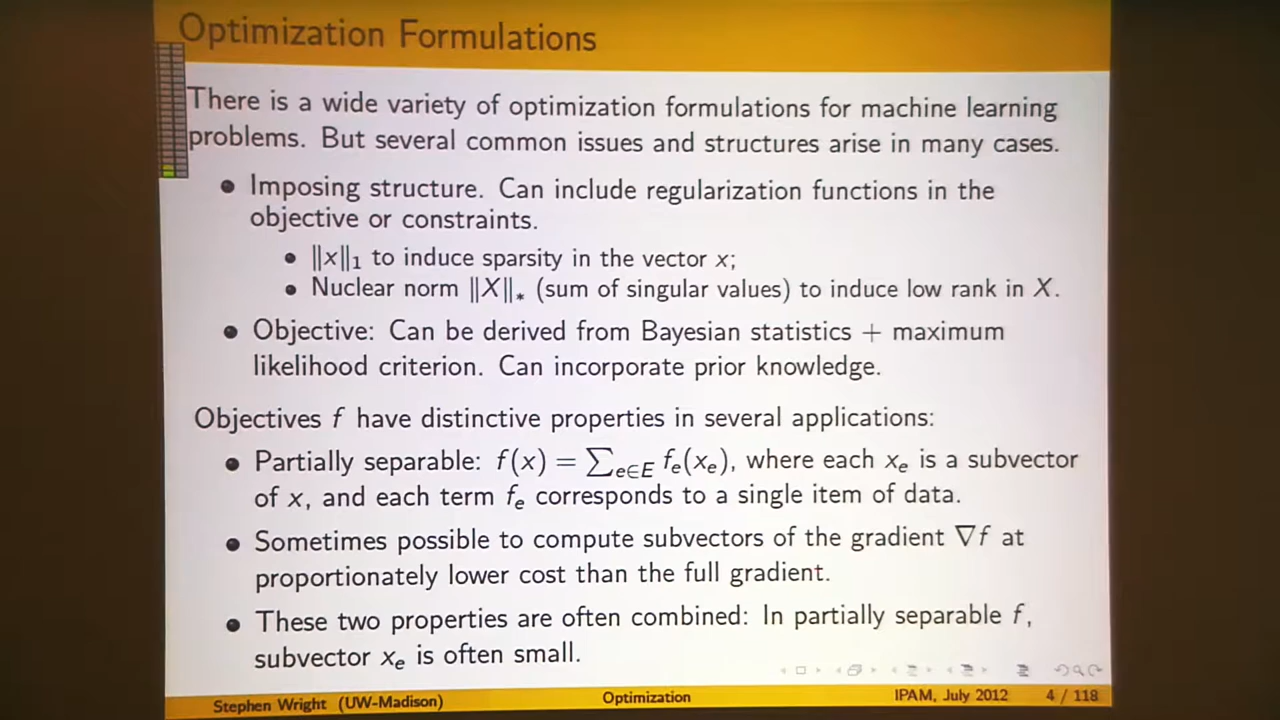 Optimization Formulations
There is a wide variety of optimization formulations for machine learning
problems. But several common issues and structures arise in many cases.
• Imposing structure. Can include regularization functions in the
objective or constraints.
• ‖x‖₁ to induce sparsity in the vector x;
• Nuclear norm ‖X‖* (sum of singular values) to induce low rank in X.
• Objective: Can be derived from Bayesian statistics + maximum
likelihood criterion. Can incorporate prior knowledge.
Objectives f have distinctive properties in several applications:
• Partially separable: f(x) = ∑e∈E fe(xe), where each xe is a subvector
of x, and each term fe corresponds to a single item of data.
• Sometimes possible to compute subvectors of the gradient ∇f at
proportionately lower cost than the full gradient.
• These two properties are often combined: In partially separable f,
subvector xe is often small.
Stephen Wright (UW-Madison) Optimization IPAM, July 2012 4 / 118